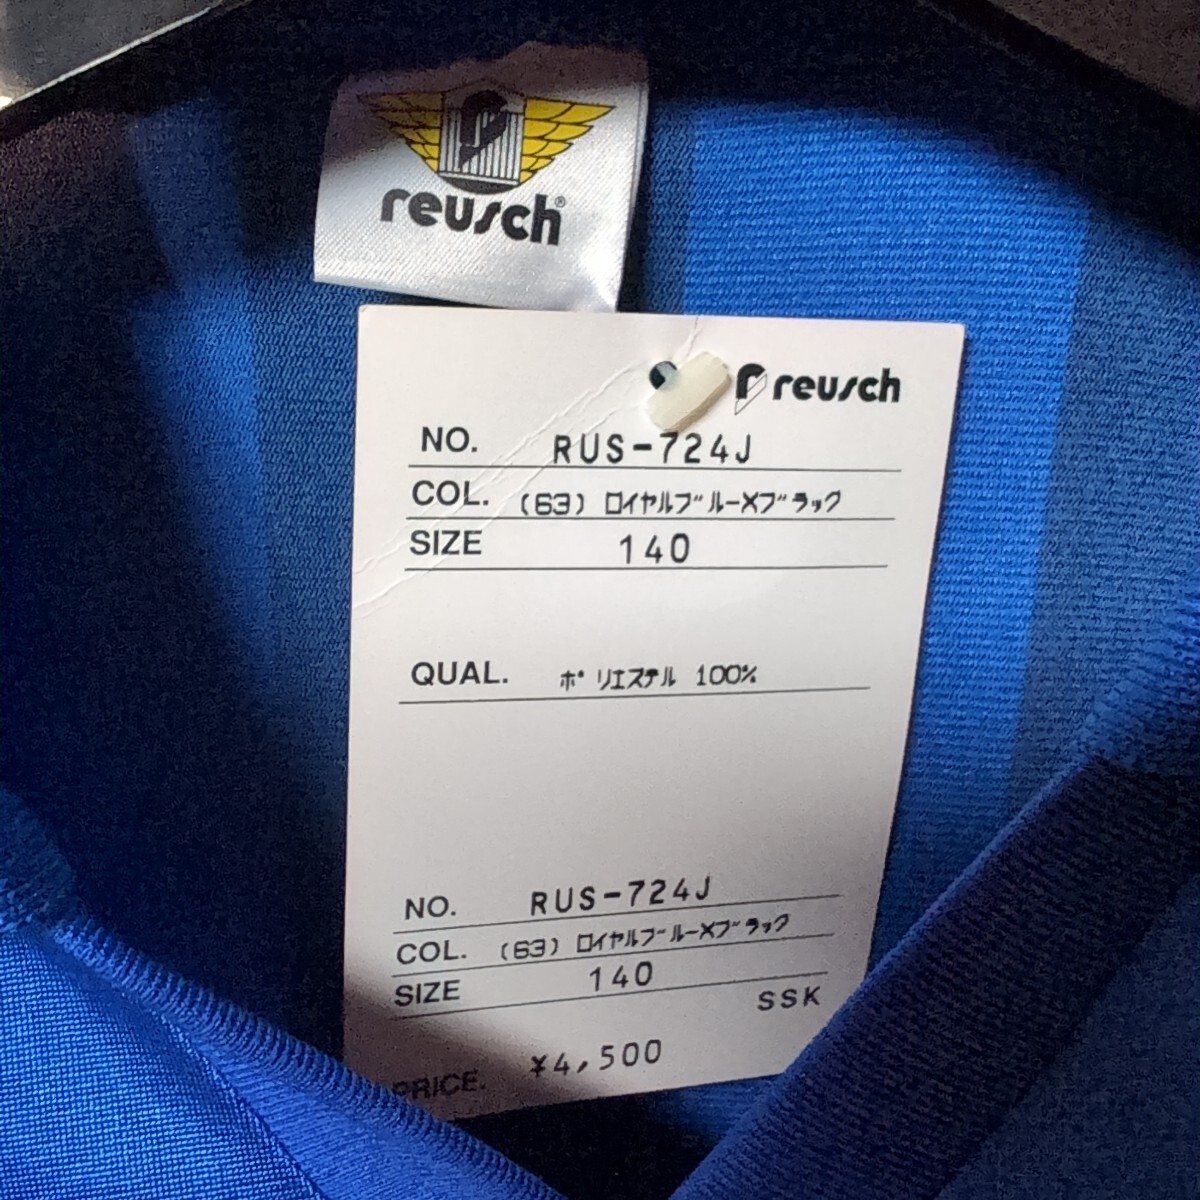 reusch®
reusch
NO. RUS-724J
COL. (63) ロイヤルブルー×ブラック
SIZE 140
QUAL. ポリエステル 100%
NO. RUS-724J
COL. (63) ロイヤルブルー×ブラック
SIZE 140
SSK
PRICE. ¥4,500